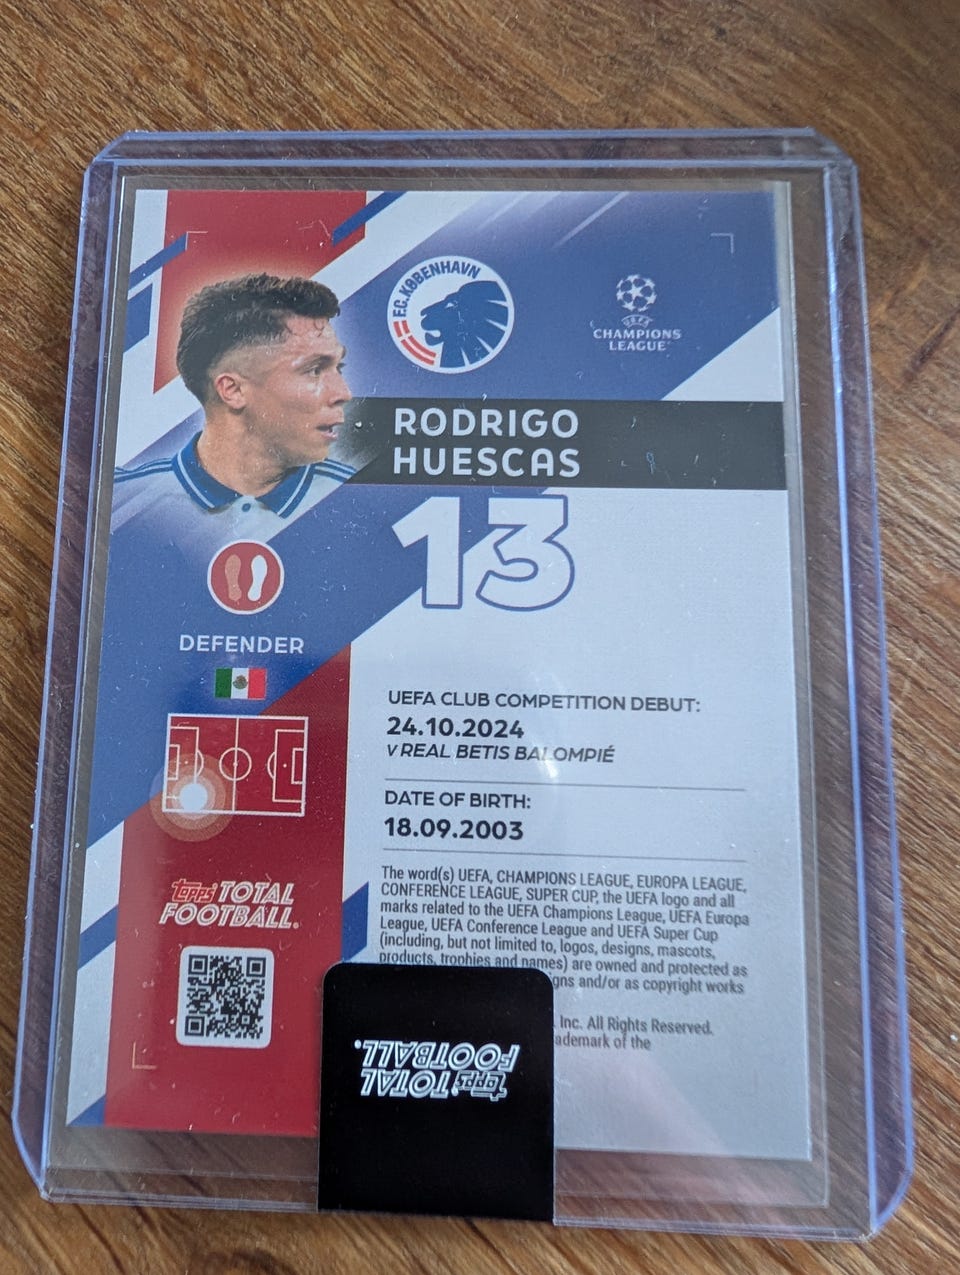 F.C. KØBENHAVN
UEFA
CHAMPIONS
LEAGUE
RODRIGO
HUESCAS
13
DEFENDER
UEFA CLUB COMPETITION DEBUT:
24.10.2024
V REAL BETIS BALOMPIÉ
DATE OF BIRTH:
18.09.2003
topps TOTAL
FOOTBALL.
The word(s) UEFA, CHAMPIONS LEAGUE, EUROPA LEAGUE,
CONFERENCE LEAGUE, SUPER CUP, the UEFA logo and all
marks related to the UEFA Champions League, UEFA Europa
League, UEFA Conference League and UEFA Super Cup
(including, but not limited to, logos, designs, mascots,
products, trophies and names) are owned and protected as
igns and/or as copyright works
Inc. All Rights Reserved.
ademark of the
topps TOTAL
FOOTBALL.